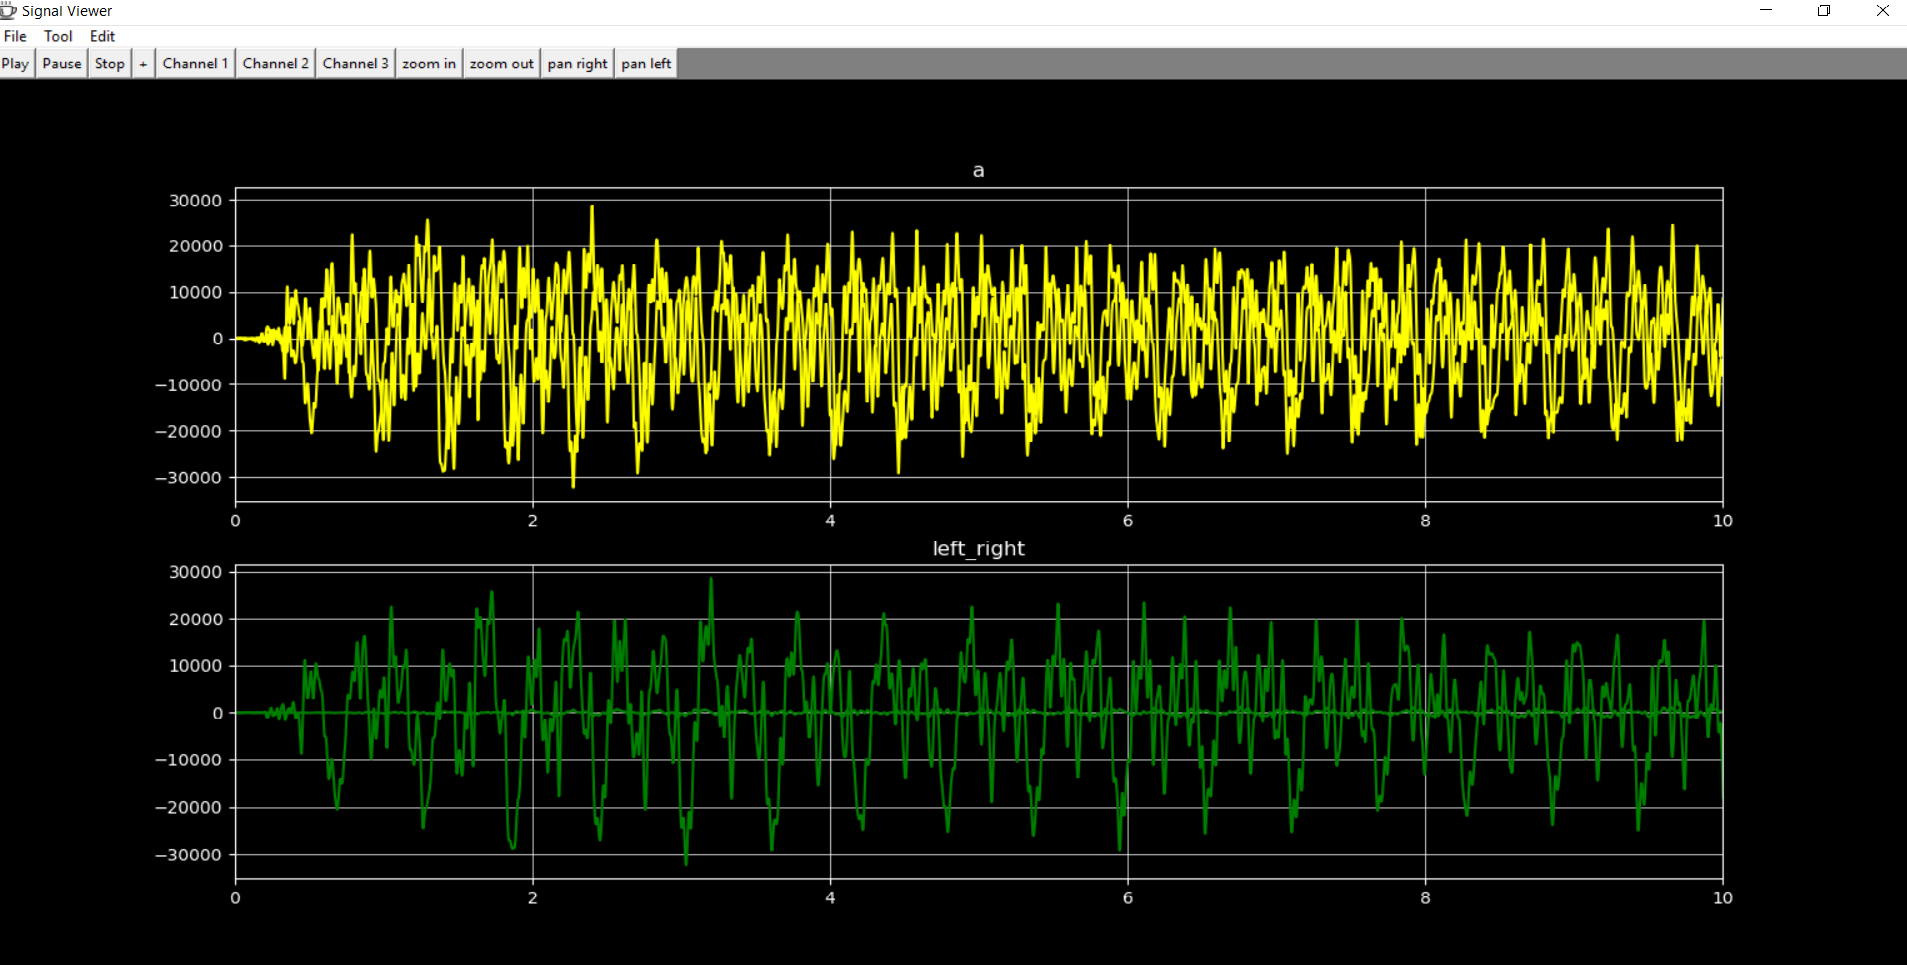 Signal Viewer
File Tool Edit
Play Pause Stop + Channel 1 Channel 2 Channel 3 zoom in zoom out pan right pan left
a
30000
20000
10000
0
−10000
−20000
−30000
0 2 4 6 8 10
left_right
30000
20000
10000
0
−10000
−20000
−30000
0 2 4 6 8 10